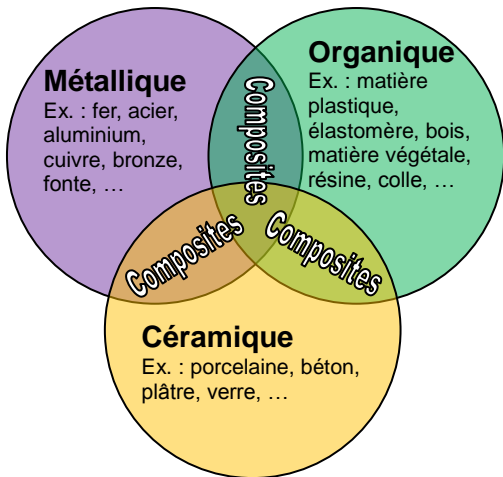 Métallique
Ex. : fer, acier,
aluminium,
cuivre, bronze,
fonte, …
Organique
Ex. : matière
plastique,
élastomère, bois,
matière végétale,
résine, colle, …
Composites
Composites
Composites
Céramique
Ex. : porcelaine, béton,
plâtre, verre, …